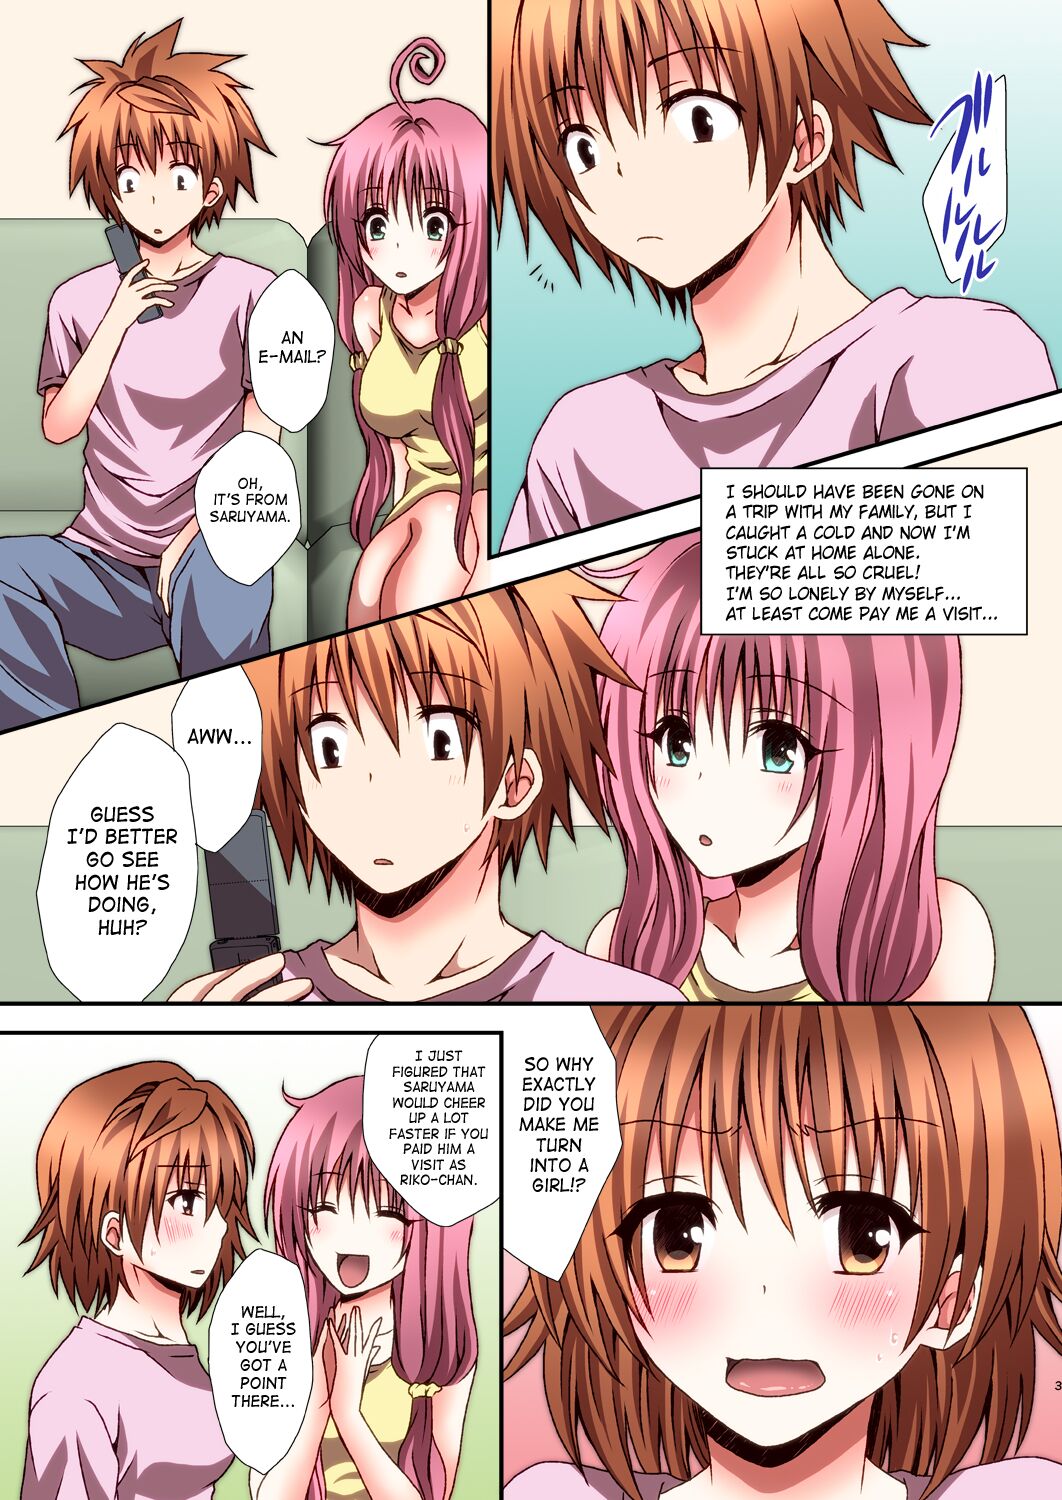 ブルルルルル
AN
E-MAIL?
OH,
IT'S FROM
SARUYAMA.
I SHOULD HAVE BEEN GONE ON
A TRIP WITH MY FAMILY, BUT I
CAUGHT A COLD AND NOW I'M
STUCK AT HOME ALONE.
THEY'RE ALL SO CRUEL!
I'M SO LONELY BY MYSELF...
AT LEAST COME PAY ME A VISIT...
AWW...
GUESS
I'D BETTER
GO SEE
HOW HE'S
DOING,
HUH?
SO WHY
EXACTLY
DID YOU
MAKE ME
TURN
INTO A
GIRL!?
I JUST
FIGURED THAT
SARUYAMA
WOULD CHEER
UP A LOT
FASTER IF YOU
PAID HIM A
VISIT AS
RIKO-CHAN.
WELL,
I GUESS
YOU'VE
GOT A
POINT
THERE...
3